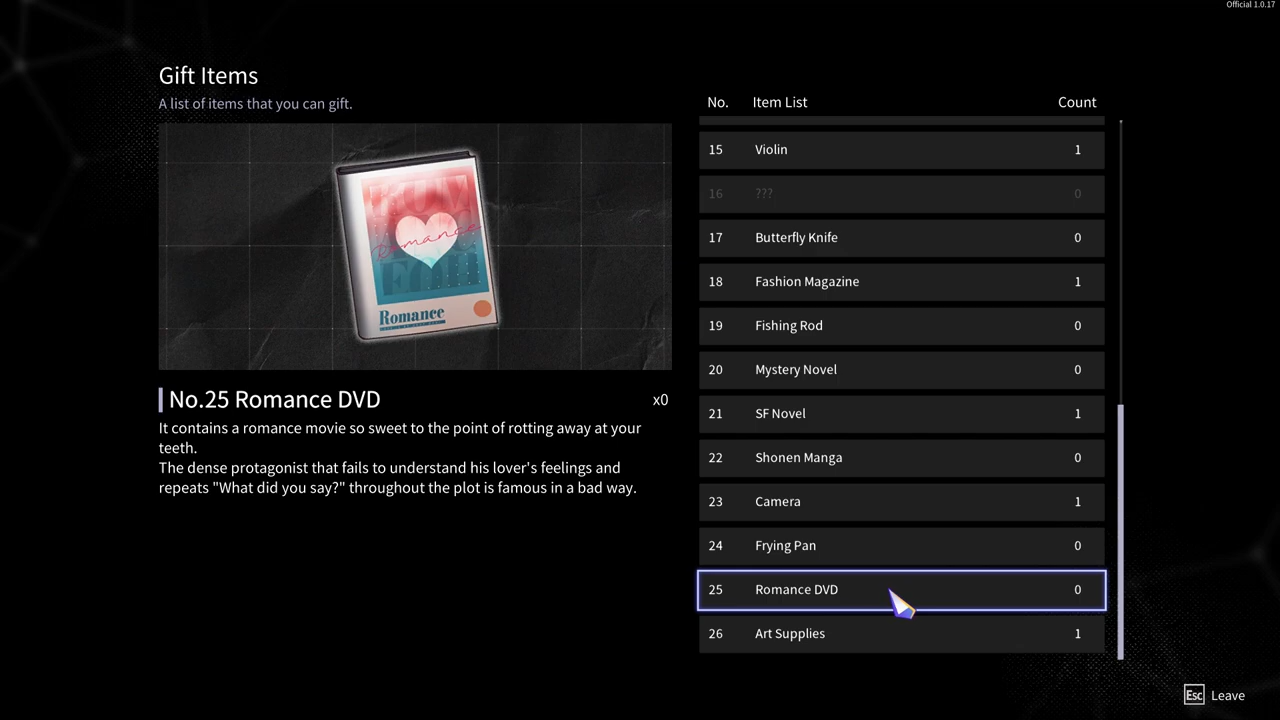 Official 1.0.17
Gift Items
A list of items that you can gift.
No. Item List Count
15 Violin 1
16 ??? 0
17 Butterfly Knife 0
18 Fashion Magazine 1
19 Fishing Rod 0
20 Mystery Novel 0
21 SF Novel 1
22 Shonen Manga 0
23 Camera 1
24 Frying Pan 0
25 Romance DVD 0
26 Art Supplies 1
Romance
Romance
No.25 Romance DVD x0
It contains a romance movie so sweet to the point of rotting away at your
teeth.
The dense protagonist that fails to understand his lover's feelings and
repeats "What did you say?" throughout the plot is famous in a bad way.
Esc Leave